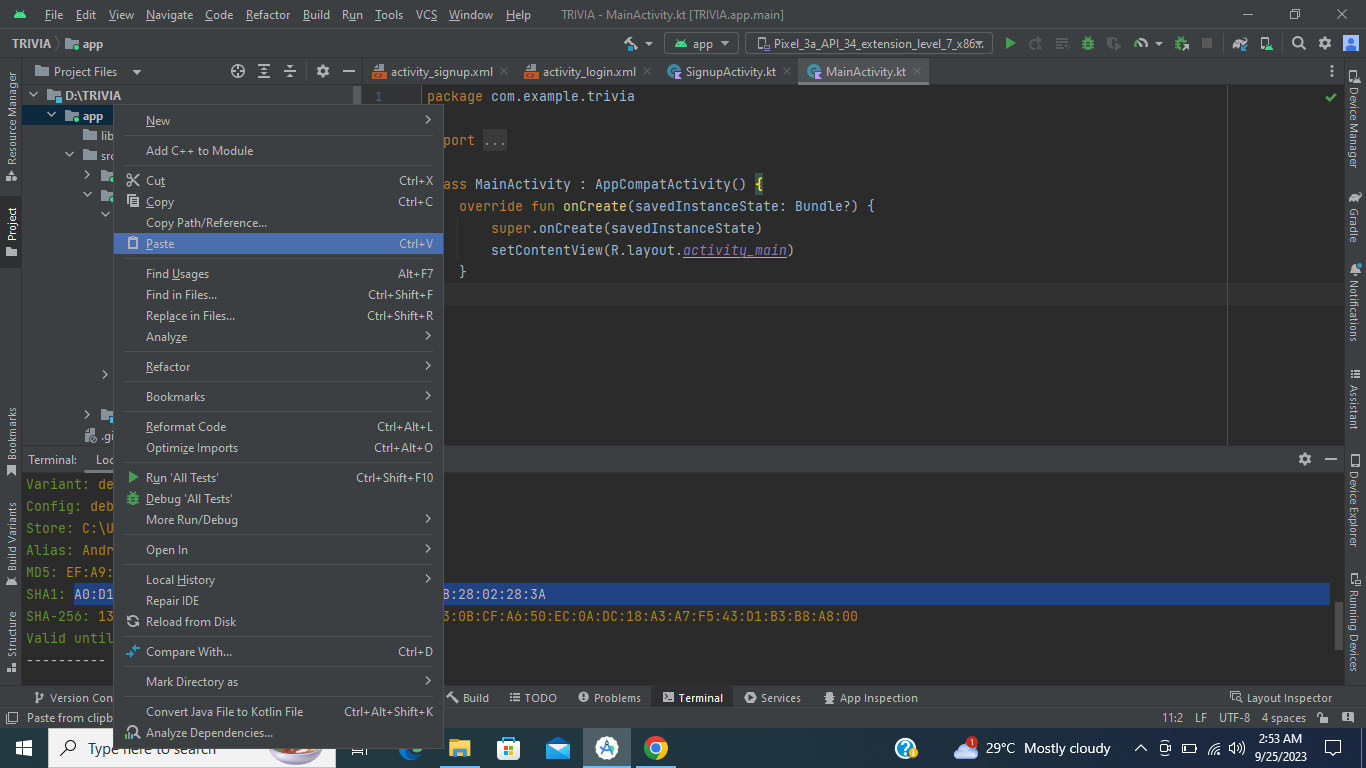 File Edit View Navigate Code Refactor Build Run Tools VCS Window Help TRIVIA - MainActivity.kt [TRIVIA.app.main]
TRIVIA app
app Pixel_3a_API_34_extension_level_7_x86
Project Files
activity_signup.xml activity_login.xml SignupActivity.kt MainActivity.kt
D:\TRIVIA
app
lib
src
.gi
New
Add C++ to Module
Cut Ctrl+X
Copy Ctrl+C
Copy Path/Reference...
Paste Ctrl+V
Find Usages Alt+F7
Find in Files... Ctrl+Shift+F
Replace in Files... Ctrl+Shift+R
Analyze
Refactor
Bookmarks
Reformat Code Ctrl+Alt+L
Optimize Imports Ctrl+Alt+O
Run 'All Tests' Ctrl+Shift+F10
Debug 'All Tests'
More Run/Debug
Open In
Local History
Repair IDE
Reload from Disk
Compare With... Ctrl+D
Mark Directory as
Convert Java File to Kotlin File Ctrl+Alt+Shift+K
Analyze Dependencies...
1 package com.example.trivia
port ...
ass MainActivity : AppCompatActivity() {
override fun onCreate(savedInstanceState: Bundle?) {
super.onCreate(savedInstanceState)
setContentView(R.layout.activity_main)
}
Terminal: Loc
Variant: de
Config: deb
Store: C:\U
Alias: Andr
MD5: EF:A9:
SHA1: A0:D1 B:28:02:28:3A
SHA-256: 13 3:0B:CF:A6:50:EC:0A:DC:18:A3:A7:F5:43:D1:B3:B8:A8:00
Valid until
----------
Resource Manager
Project
Bookmarks
Build Variants
Structure
Device Manager
Gradle
Notifications
Assistant
Device Explorer
Running Devices
Version Con Build TODO Problems Terminal Services App Inspection Layout Inspector
Paste from clipb 11:2 LF UTF-8 4 spaces
Type here to search
29°C Mostly cloudy
1
2:53 AM
9/25/2023